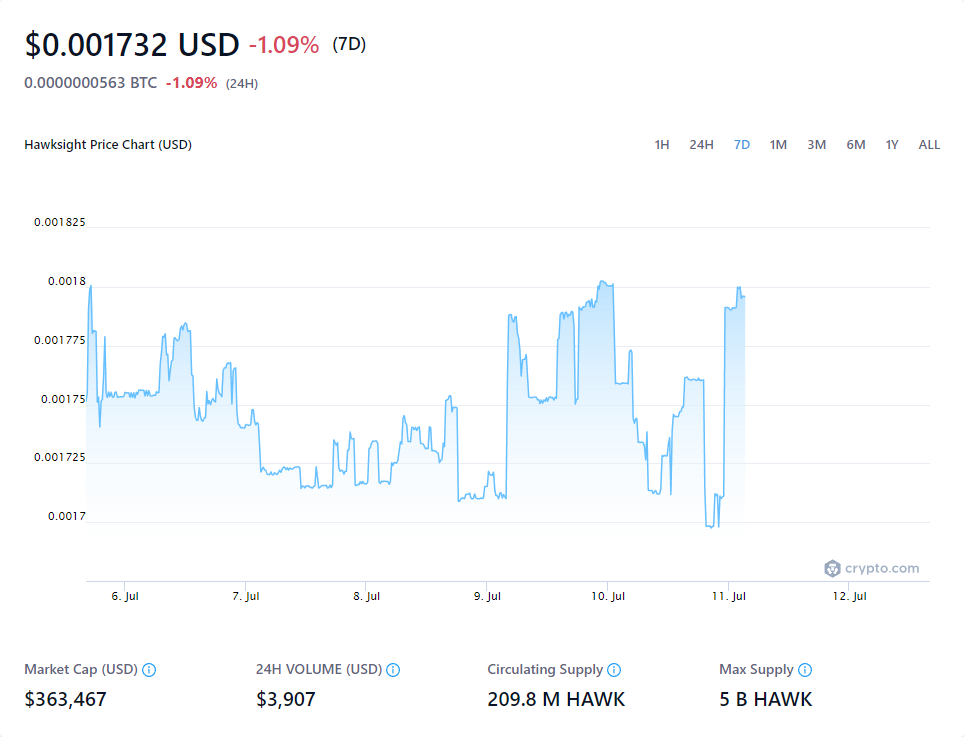 $0.001732 USD -1.09% (7D)
0.0000000563 BTC -1.09% (24H)
Hawksight Price Chart (USD) 1H 24H 7D 1M 3M 6M 1Y ALL
0.001825
0.0018
0.001775
0.00175
0.001725
0.0017
crypto.com
6. Jul 7. Jul 8. Jul 9. Jul 10. Jul 11. Jul 12. Jul
Market Cap (USD) 24H VOLUME (USD) Circulating Supply Max Supply
$363,467 $3,907 209.8 M HAWK 5 B HAWK